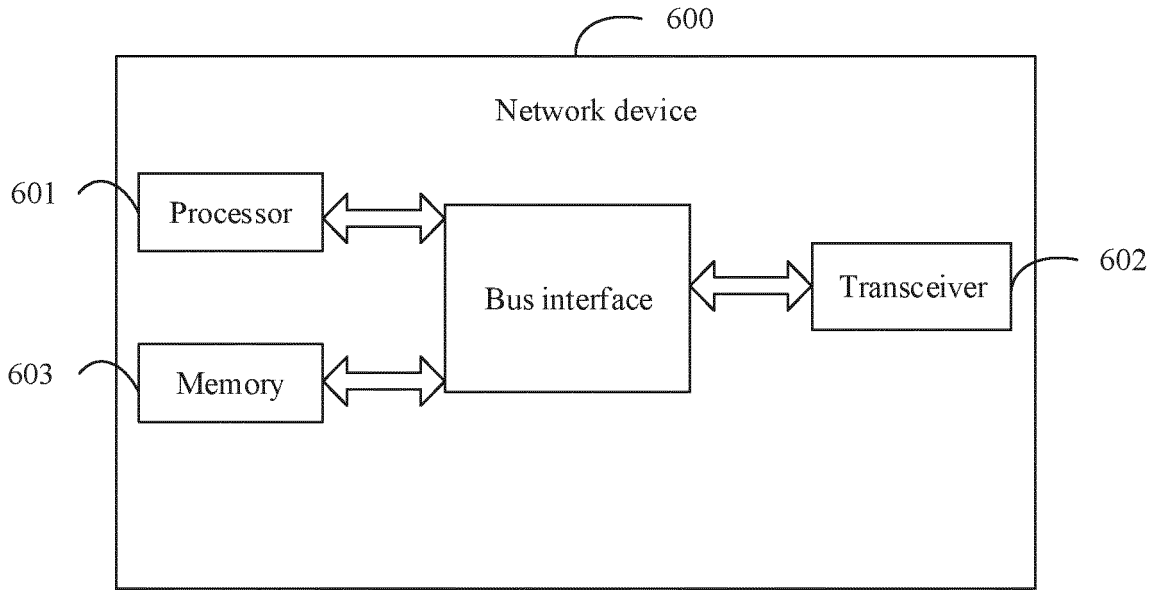 600
Network device
601
Processor
Bus interface
Transceiver
602
603
Memory